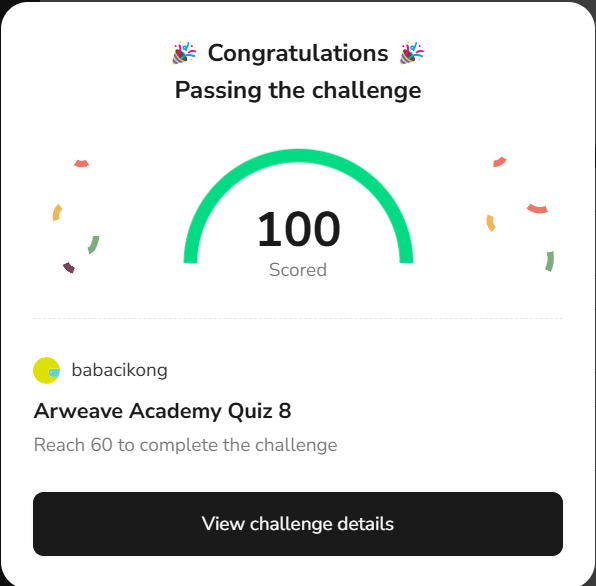 🎉 Congratulations 🎉
Passing the challenge
100
Scored
babacikong
Arweave Academy Quiz 8
Reach 60 to complete the challenge
View challenge details